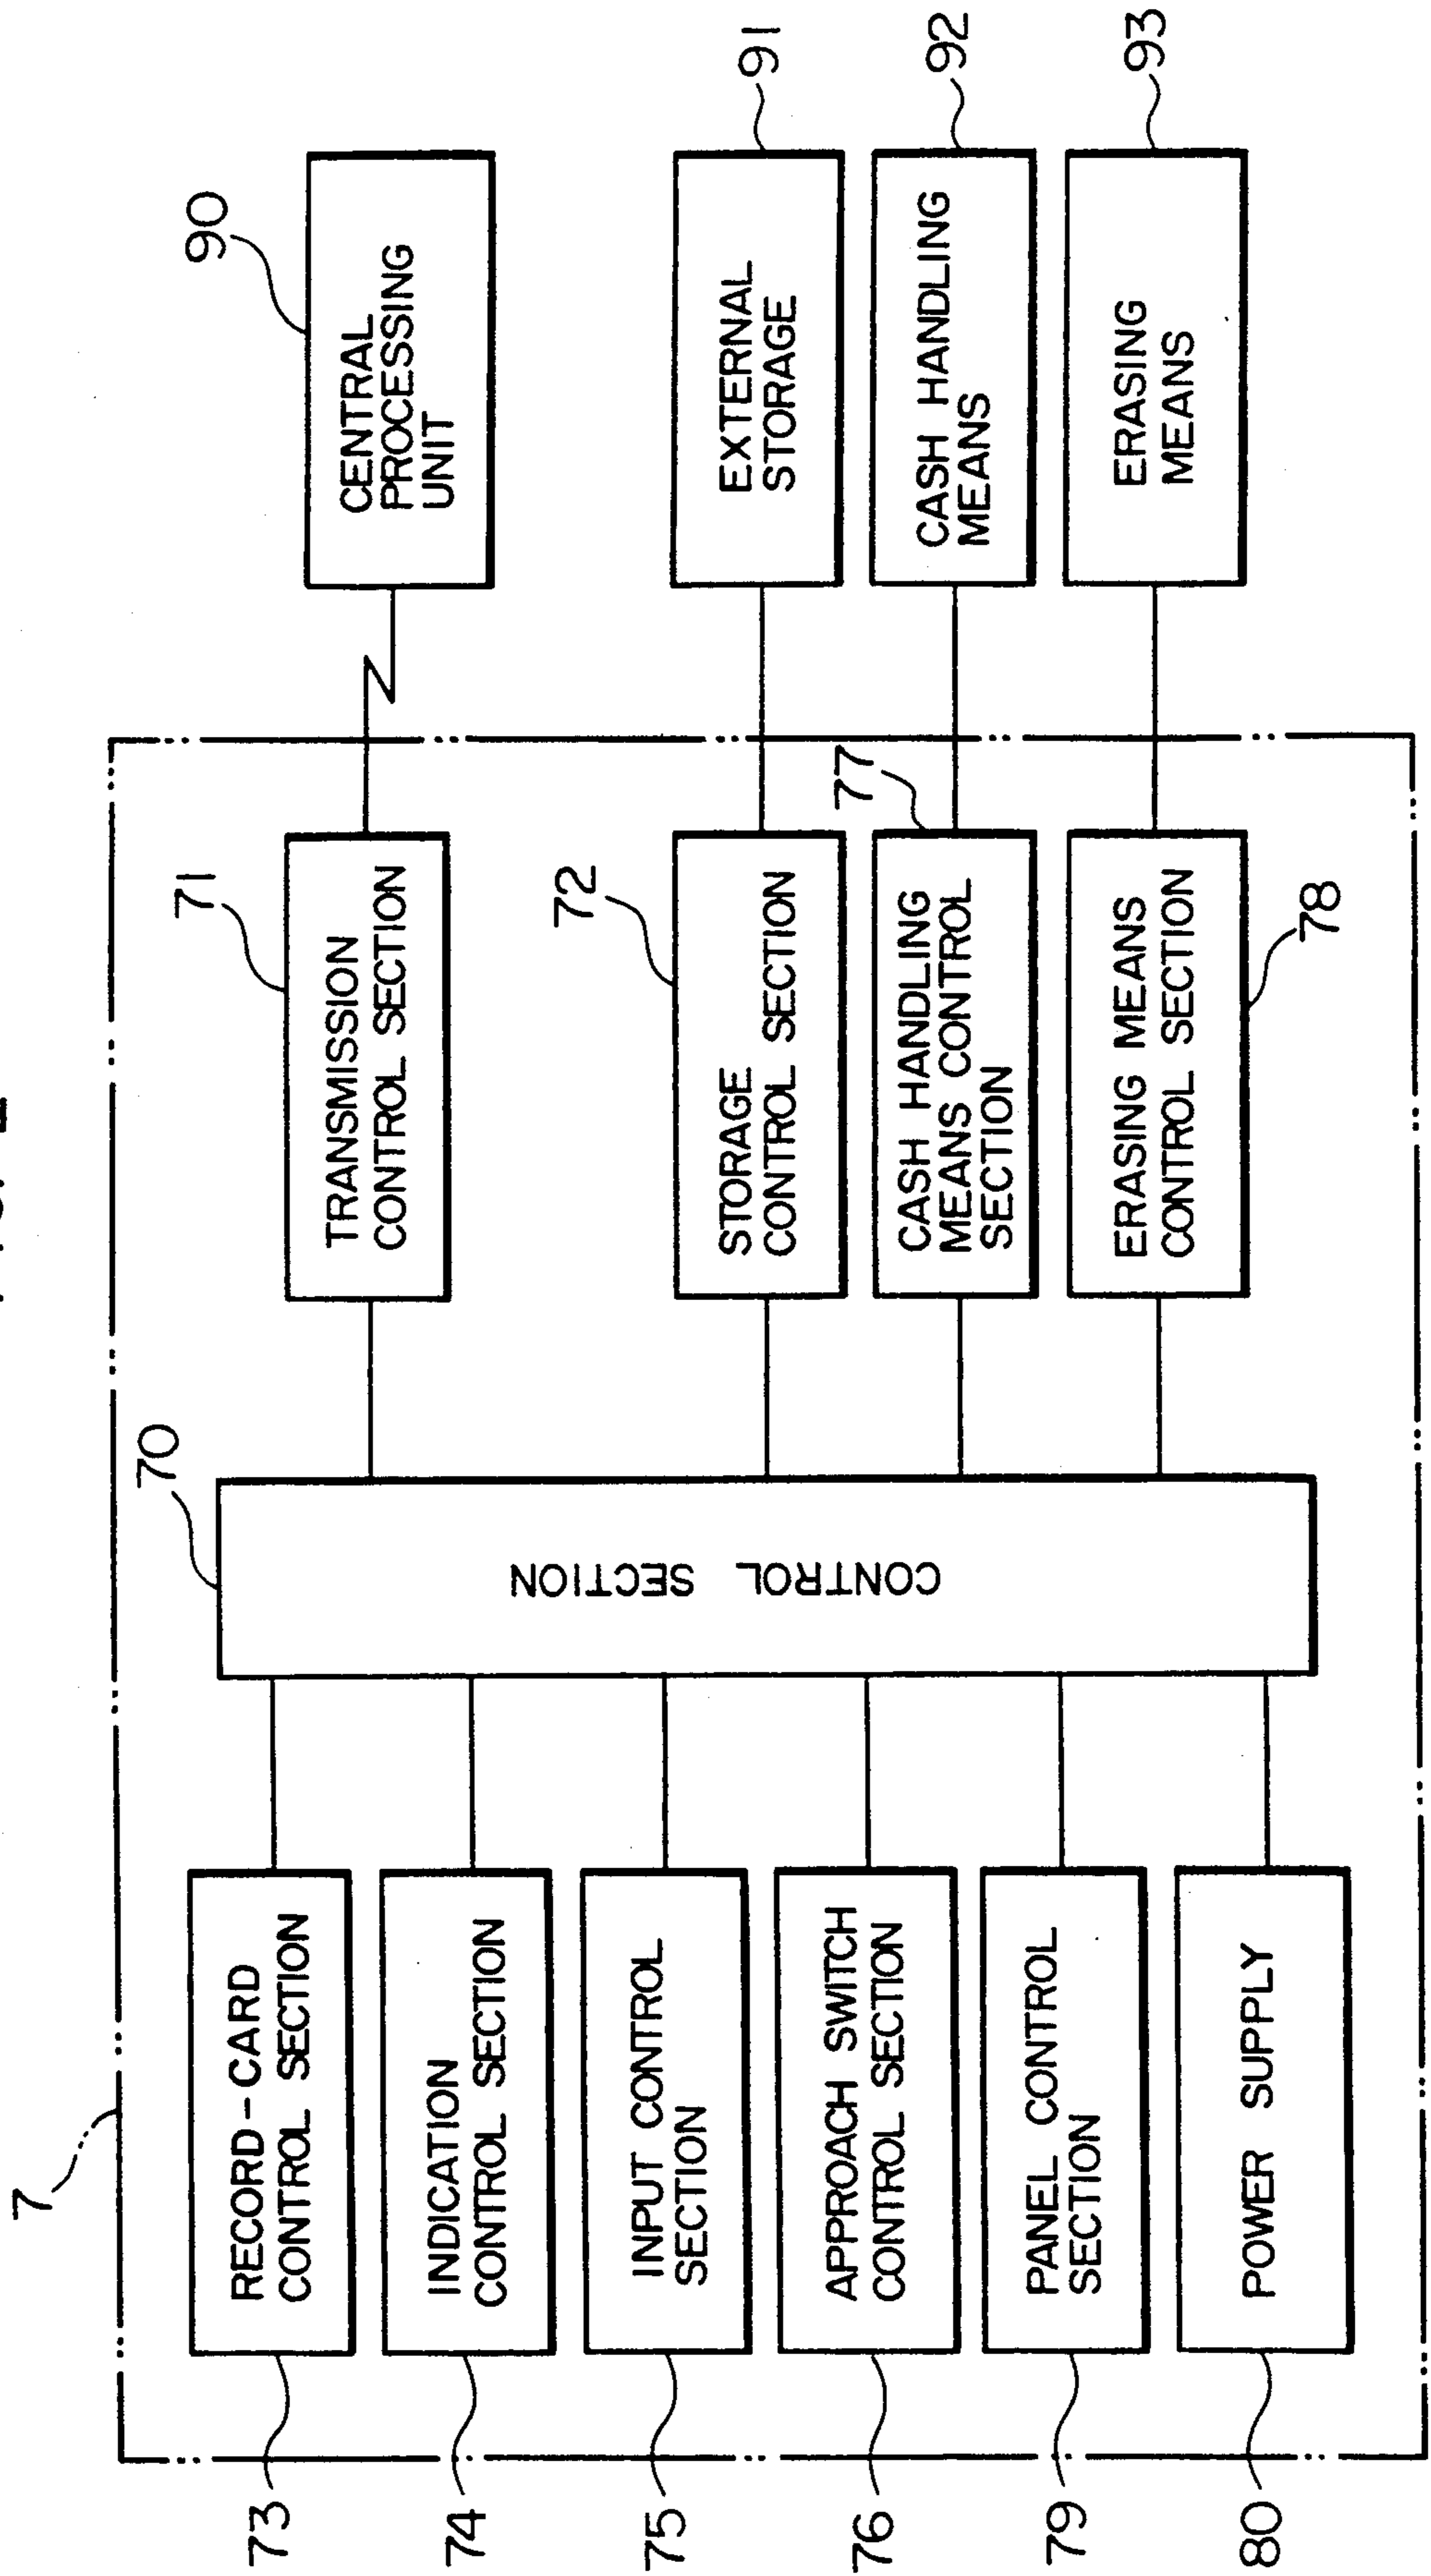 7
73
RECORD-CARD
CONTROL SECTION
74
INDICATION
CONTROL SECTION
75
INPUT CONTROL
SECTION
76
APPROACH SWITCH
CONTROL SECTION
79
PANEL CONTROL
SECTION
80
POWER SUPPLY
70
CONTROL SECTION
71
TRANSMISSION
CONTROL SECTION
72
STORAGE
CONTROL SECTION
77
CASH HANDLING
MEANS CONTROL
SECTION
ERASING MEANS
CONTROL SECTION
78
90
CENTRAL
PROCESSING
UNIT
EXTERNAL
STORAGE
91
CASH HANDLING
MEANS
92
ERASING
MEANS
93